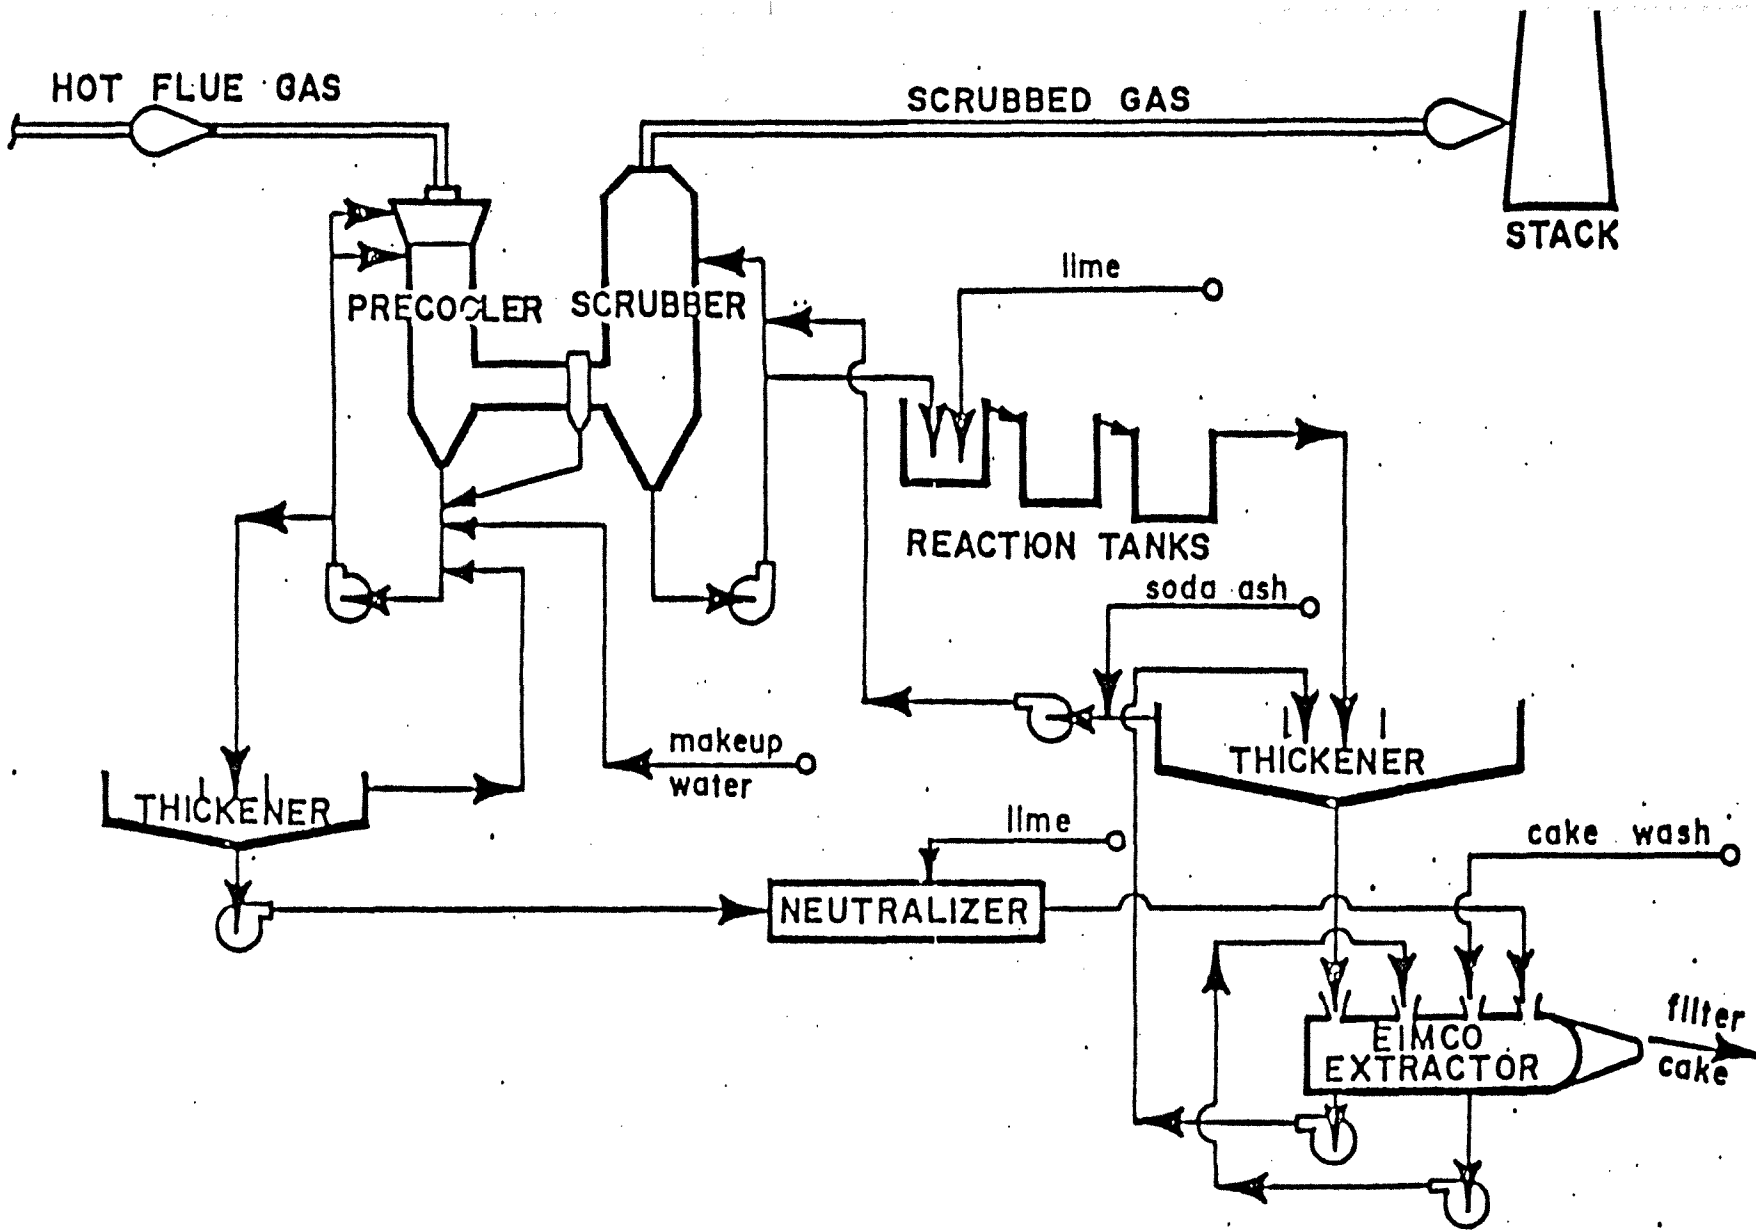 HOT FLUE GAS
SCRUBBED GAS
STACK
lime
PRECOOLER
SCRUBBER
REACTION TANKS
soda ash
makeup
water
THICKENER
THICKENER
lime
cake wash
NEUTRALIZER
filter
cake
EIMCO
EXTRACTOR